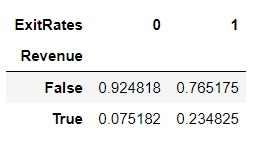 ExitRates 0 1
Revenue
False 0.924818 0.765175
True 0.075182 0.234825